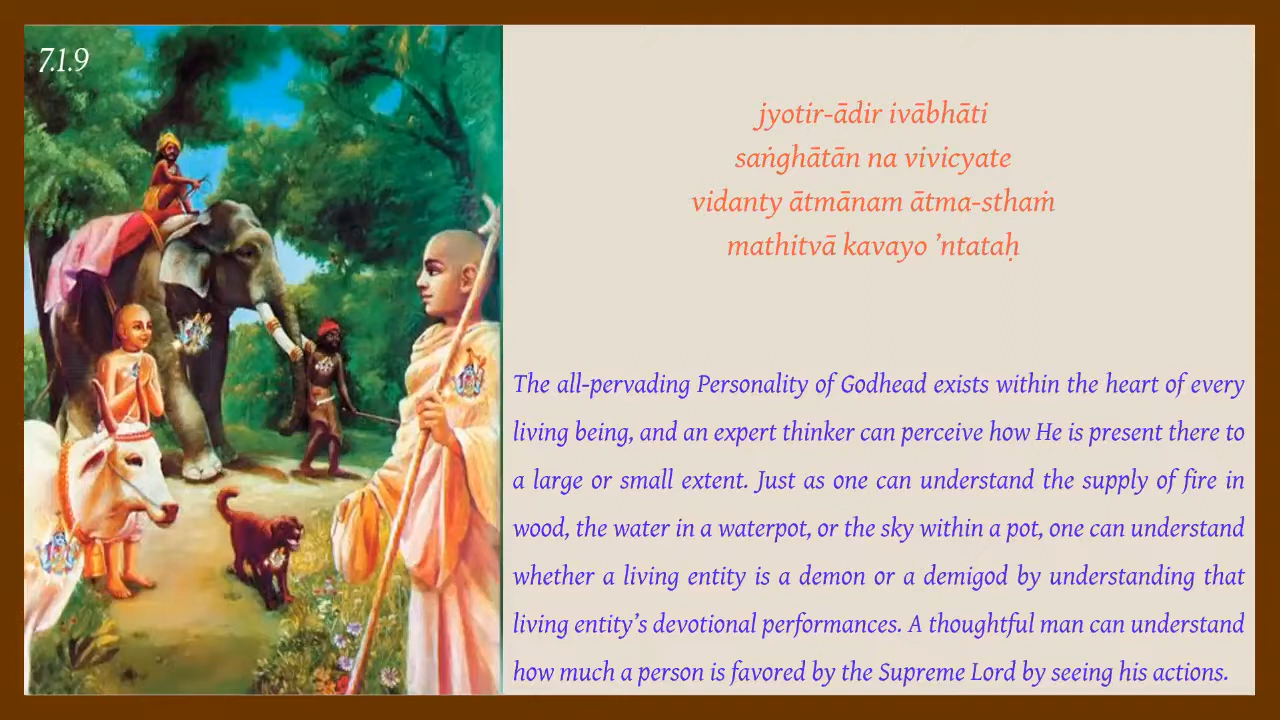 7.1.9
jyotir-ādir ivābhāti
saṅghātān na vivicyate
vidanty ātmānam ātma-sthaṁ
mathitvā kavayo ’ntataḥ
The all-pervading Personality of Godhead exists within the heart of every
living being, and an expert thinker can perceive how He is present there to
a large or small extent. Just as one can understand the supply of fire in
wood, the water in a waterpot, or the sky within a pot, one can understand
whether a living entity is a demon or a demigod by understanding that
living entity’s devotional performances. A thoughtful man can understand
how much a person is favored by the Supreme Lord by seeing his actions.